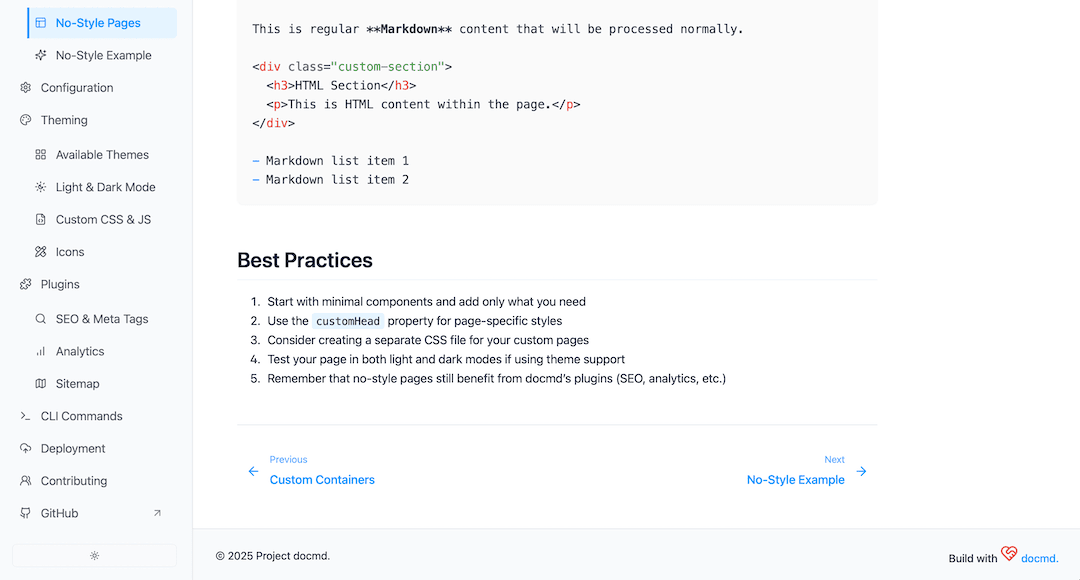 No-Style Pages
No-Style Example
Configuration
Theming
Available Themes
Light & Dark Mode
Custom CSS & JS
Icons
Plugins
SEO & Meta Tags
Analytics
Sitemap
CLI Commands
Deployment
Contributing
GitHub
This is regular **Markdown** content that will be processed normally.
<div class="custom-section">
<h3>HTML Section</h3>
<p>This is HTML content within the page.</p>
</div>
- Markdown list item 1
- Markdown list item 2
Best Practices
1. Start with minimal components and add only what you need
2. Use the customHead property for page-specific styles
3. Consider creating a separate CSS file for your custom pages
4. Test your page in both light and dark modes if using theme support
5. Remember that no-style pages still benefit from docmd's plugins (SEO, analytics, etc.)
Previous
Custom Containers
Next
No-Style Example
© 2025 Project docmd.
Build with docmd.